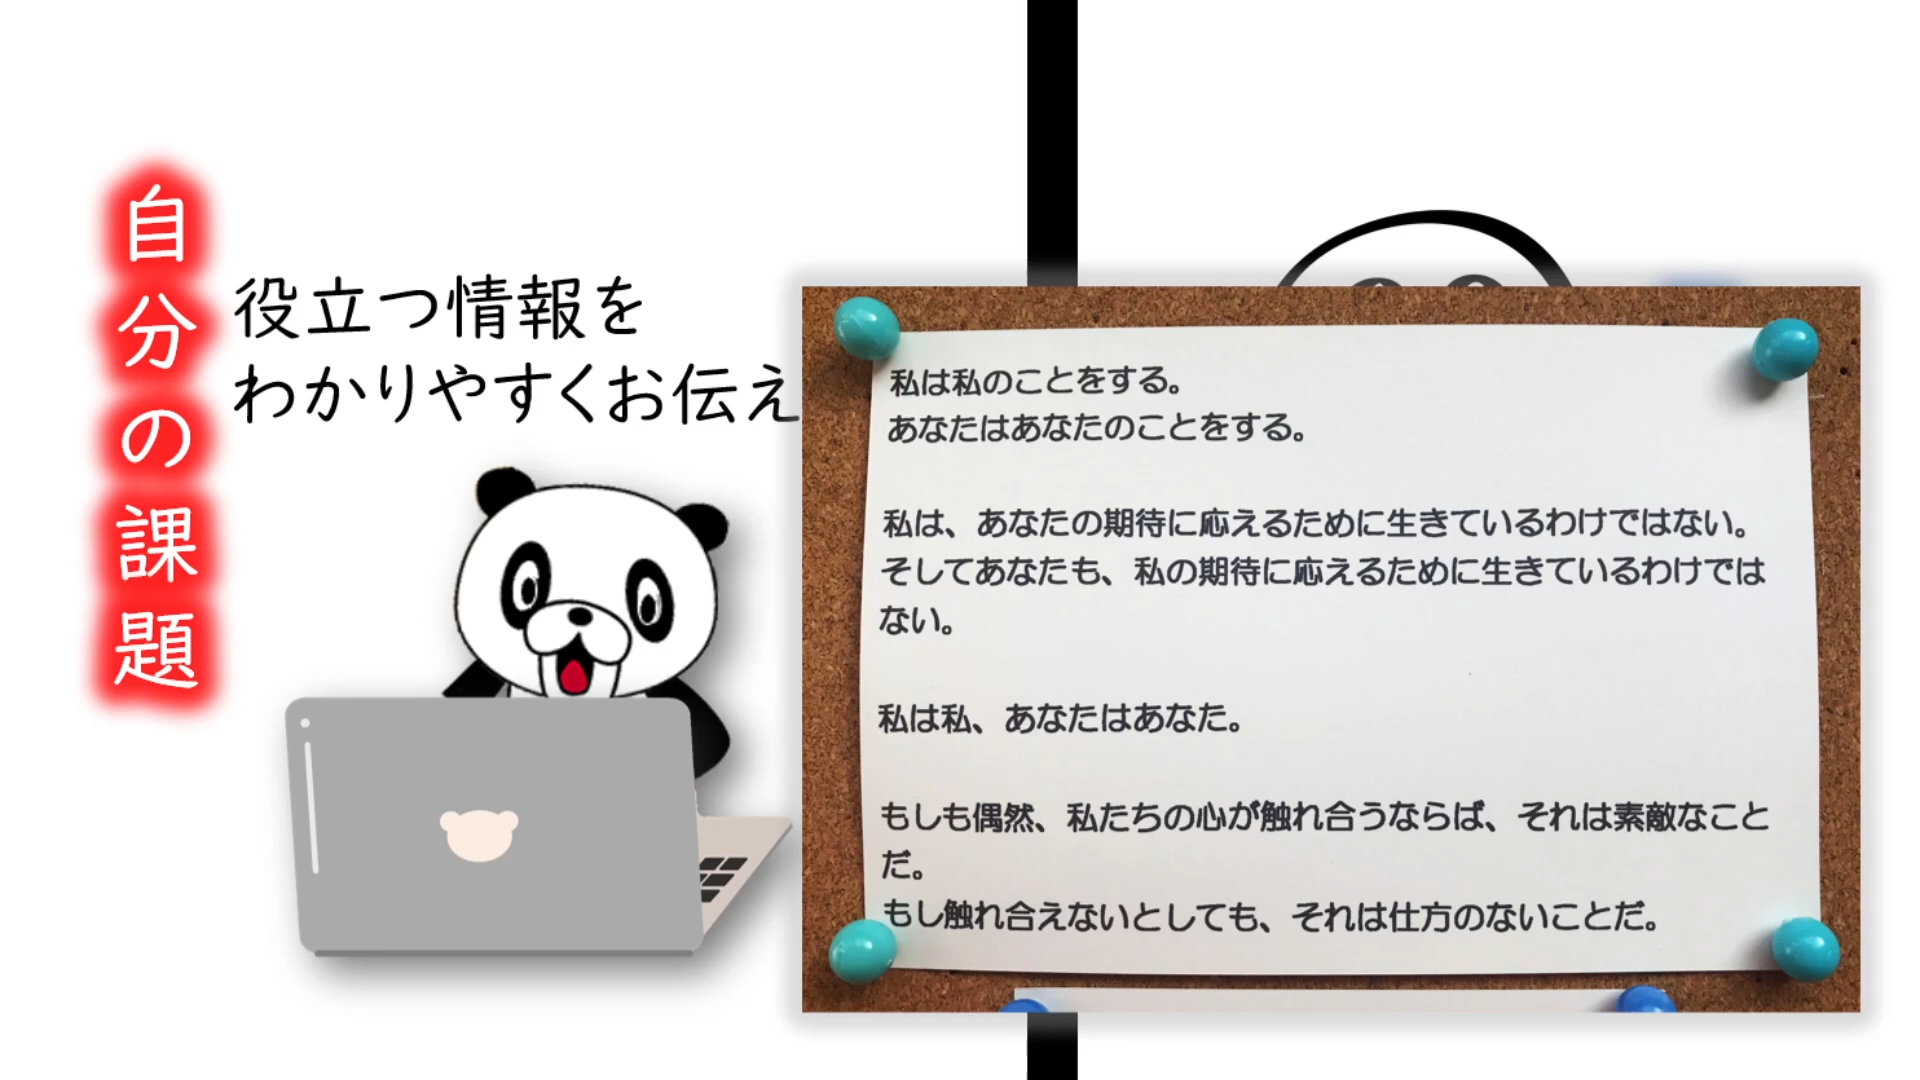 自分の課題
役立つ情報を
わかりやすくお伝え
私は私のことをする。
あなたはあなたのことをする。
私は、あなたの期待に応えるために生きているわけではない。
そしてあなたも、私の期待に応えるために生きているわけでは
ない。
私は私、あなたはあなた。
もしも偶然、私たちの心が触れ合うならば、それは素敵なこと
だ。
もし触れ合えないとしても、それは仕方のないことだ。